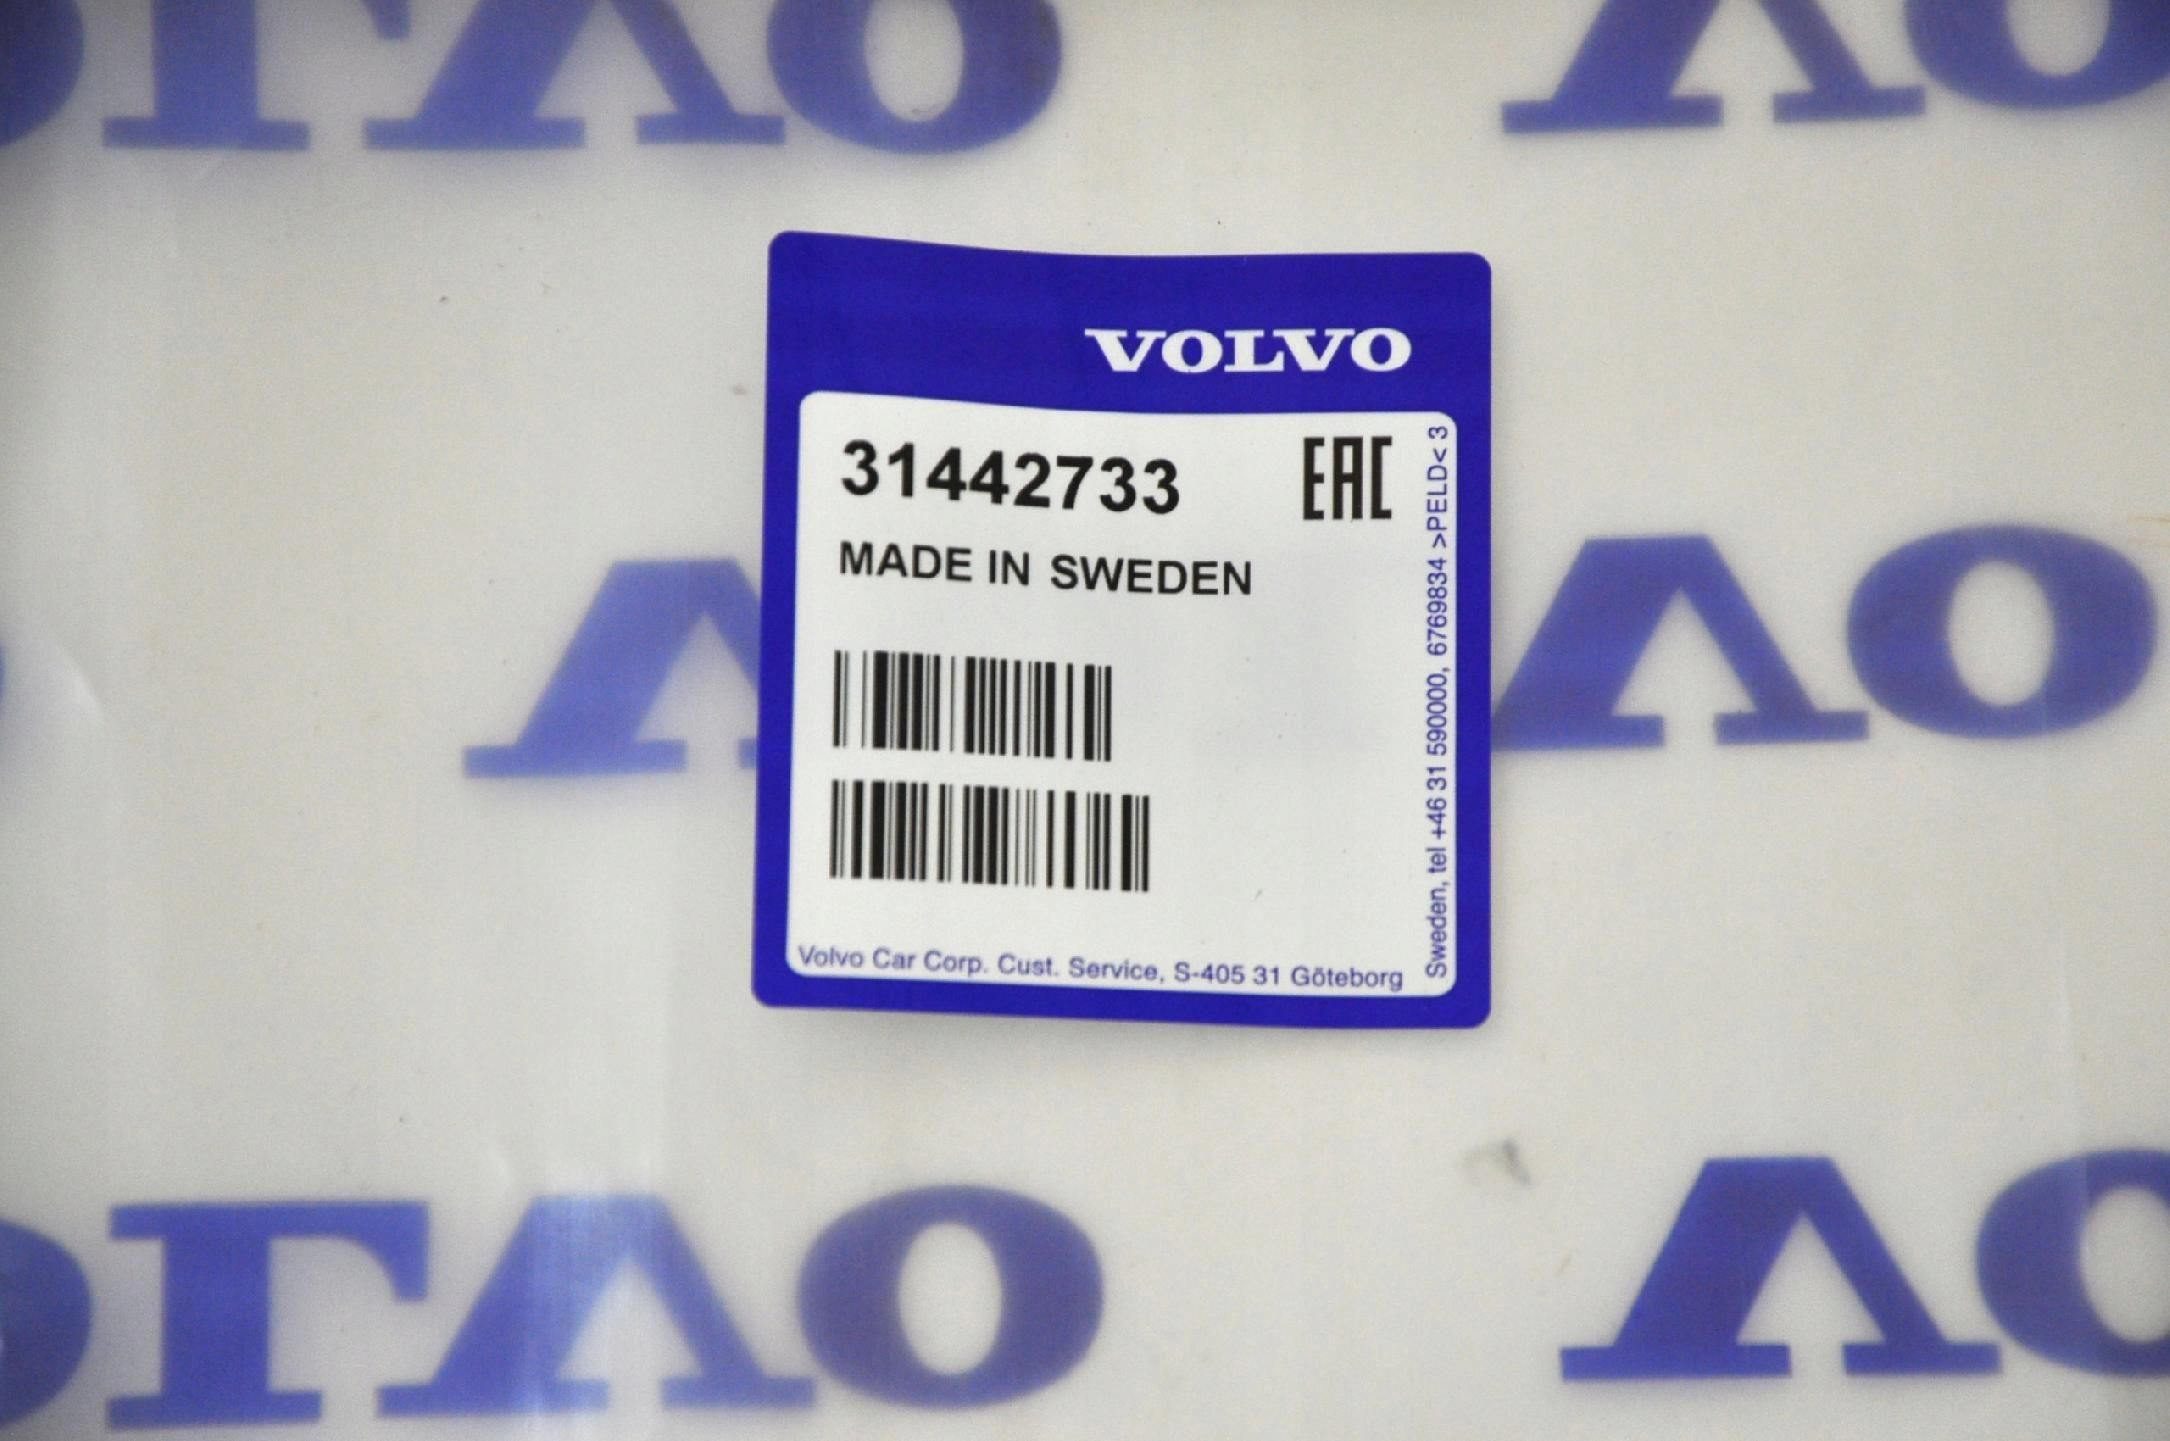 VOLVO
31442733
EAC
MADE IN SWEDEN
Volvo Car Corp. Cust. Service, S-405 31 Göteborg
Sweden, tel +46 31 590000, 6769834 >PELD< 3